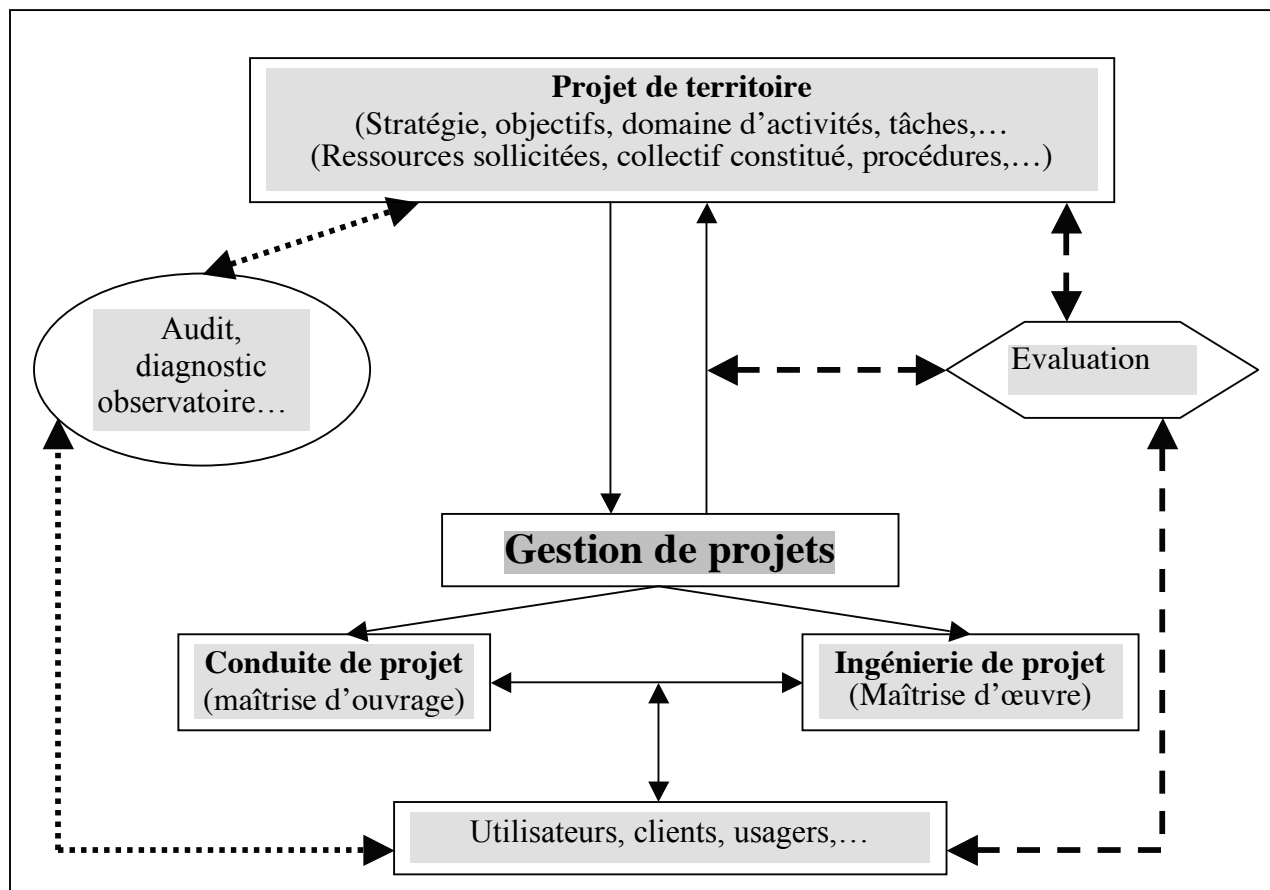 Projet de territoire
(Stratégie, objectifs, domaine d’activités, tâches,…
(Ressources sollicitées, collectif constitué, procédures,…)
Audit,
diagnostic
observatoire…
Evaluation
Gestion de projets
Conduite de projet
(maîtrise d’ouvrage)
Ingénierie de projet
(Maîtrise d’œuvre)
Utilisateurs, clients, usagers,…